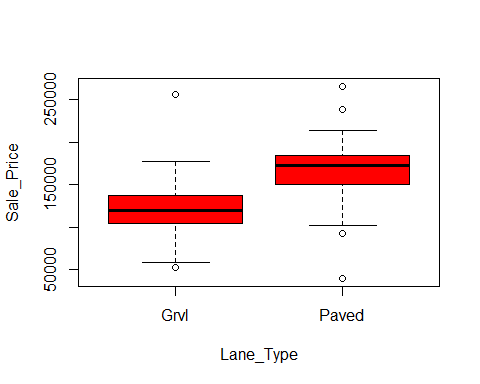 Sale_Price
250000
150000
50000
Grvl Paved
Lane_Type